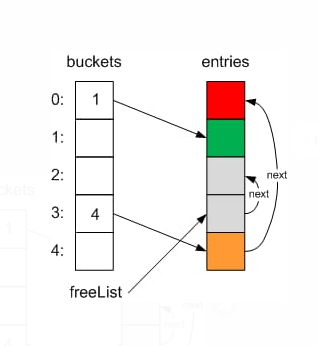 buckets entries
0: 1
1:
2:
next
next
3: 4
4:
freeList